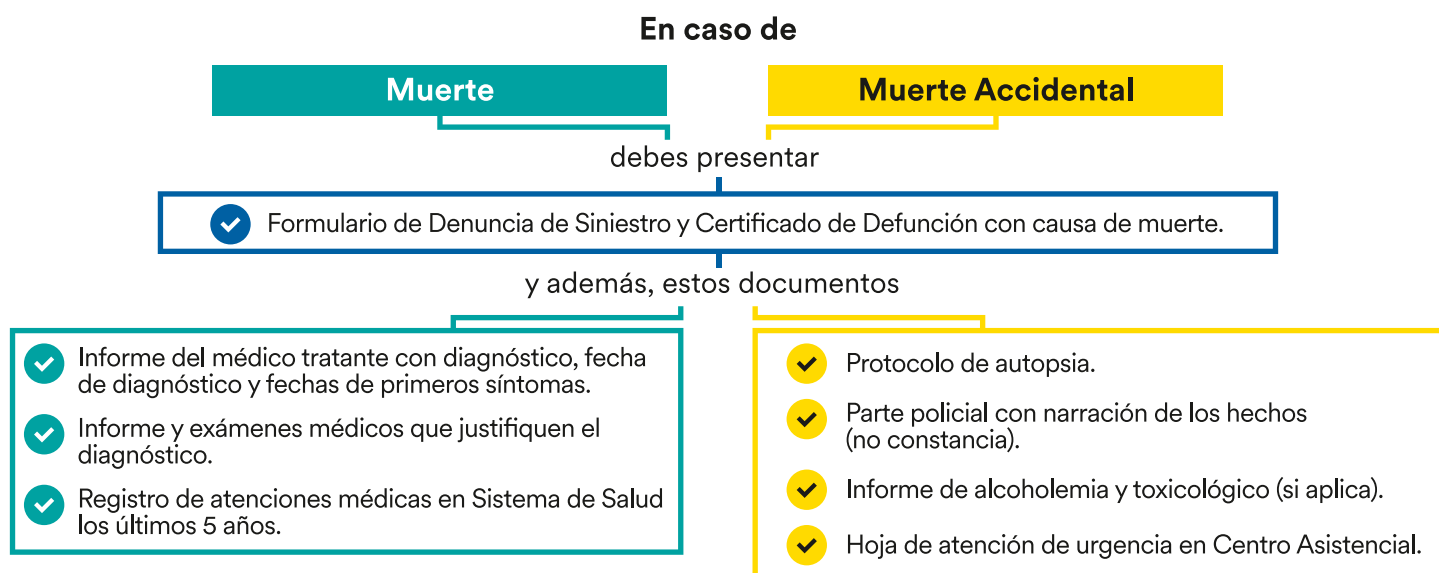 En caso de
Muerte
Muerte Accidental
debes presentar
Formulario de Denuncia de Siniestro y Certificado de Defunción con causa de muerte.
y además, estos documentos
Informe del médico tratante con diagnóstico, fecha
de diagnóstico y fechas de primeros síntomas.
Informe y exámenes médicos que justifiquen el
diagnóstico.
Registro de atenciones médicas en Sistema de Salud
los últimos 5 años.
Protocolo de autopsia.
Parte policial con narración de los hechos
(no constancia).
Informe de alcoholemia y toxicológico (si aplica).
Hoja de atención de urgencia en Centro Asistencial.